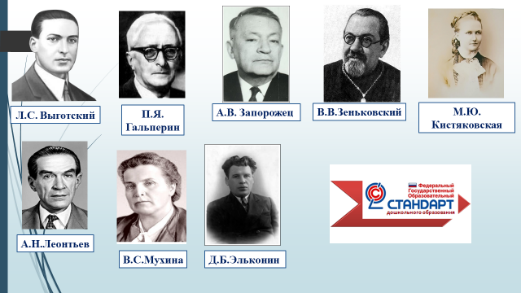 Л.С. Выготский
П.Я.
Гальперин
А.В. Запорожец
В.В.Зеньковский
М.Ю.
Кистяковская
А.Н.Леонтьев
В.С.Мухина
Д.Б.Эльконин
Федеральный
Государственный
Образовательный
СТАНДАРТ
дошкольного образования